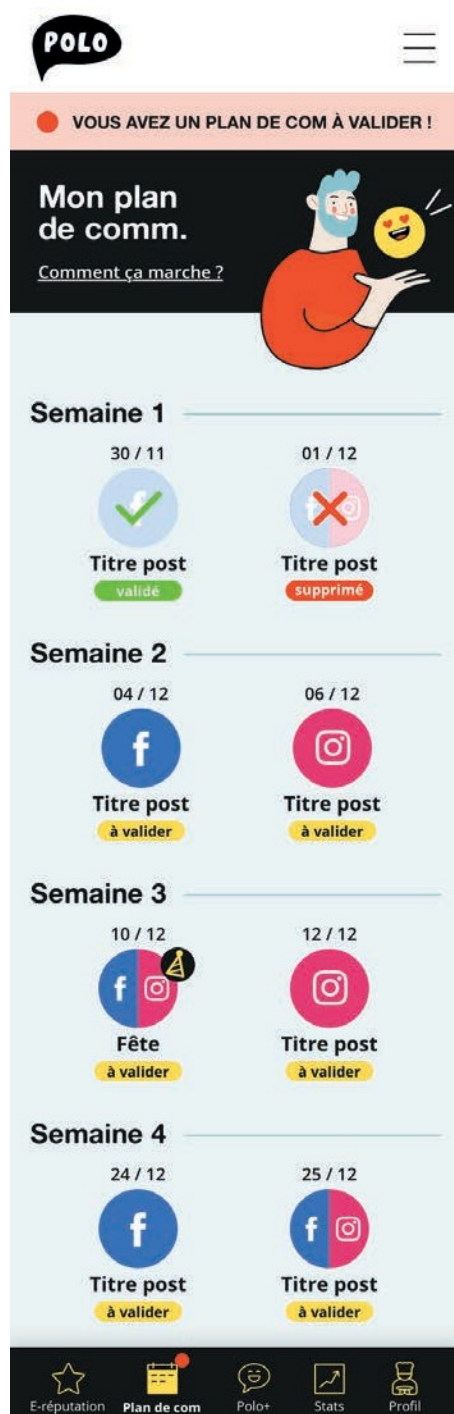 POLO
VOUS AVEZ UN PLAN DE COM À VALIDER !
Mon plan
de comm.
Comment ça marche ?
Semaine 1
30 / 11
01 / 12
Titre post
Titre post
validé
supprimé
Semaine 2
04 / 12
06 / 12
Titre post
Titre post
à valider
à valider
Semaine 3
10 / 12
12 / 12
Fête
Titre post
à valider
à valider
Semaine 4
24 / 12
25 / 12
Titre post
Titre post
à valider
à valider
E-réputation
Plan de com
Polo+
Stats
Profil